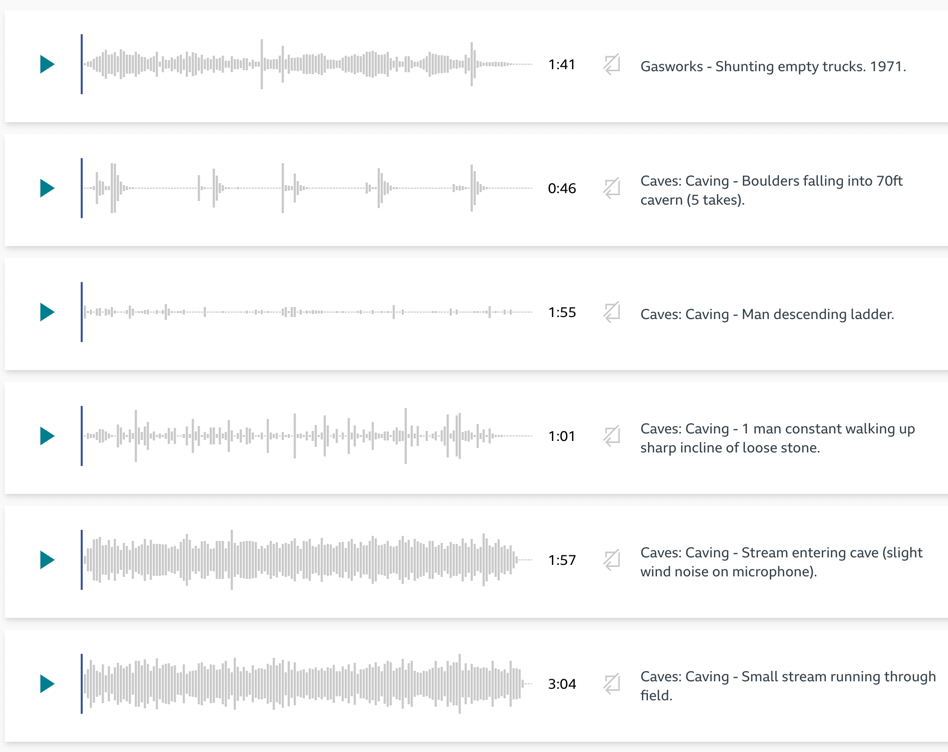 1:41
Gasworks - Shunting empty trucks. 1971.
0:46
Caves: Caving - Boulders falling into 70ft
cavern (5 takes).
1:55
Caves: Caving - Man descending ladder.
1:01
Caves: Caving - 1 man constant walking up
sharp incline of loose stone.
1:57
Caves: Caving - Stream entering cave (slight
wind noise on microphone).
3:04
Caves: Caving - Small stream running through
field.